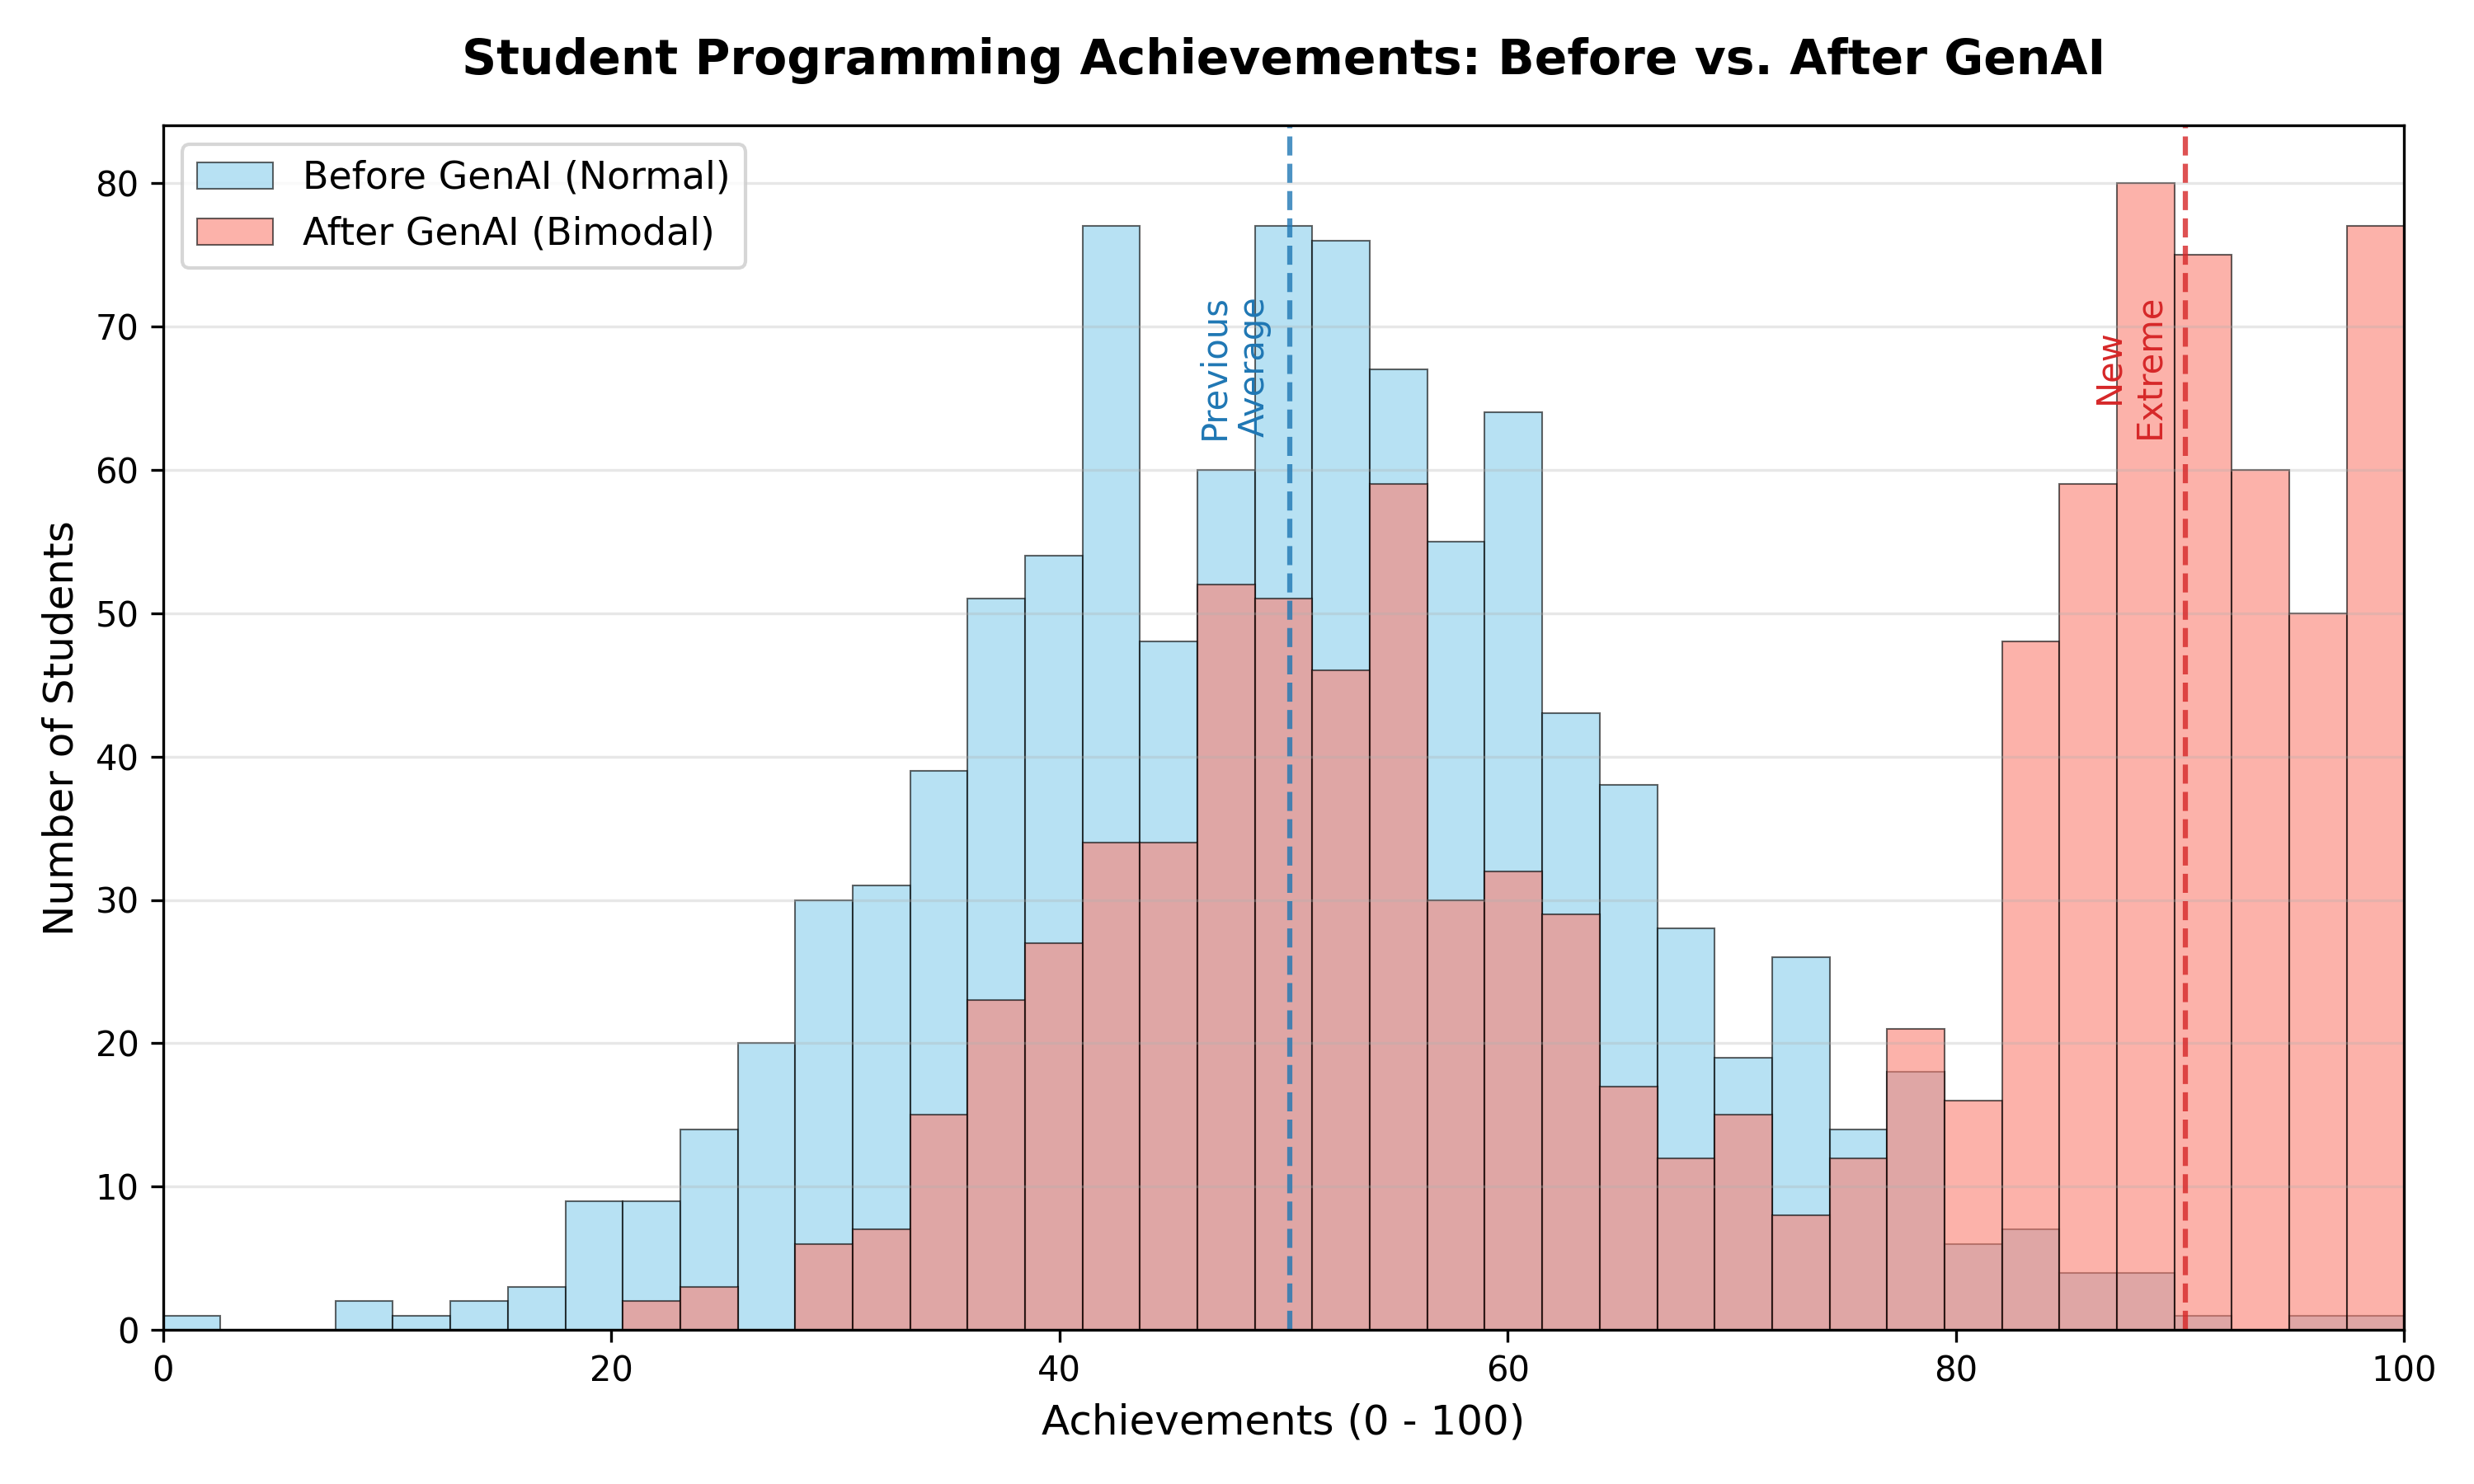 Student Programming Achievements: Before vs. After GenAI
Before GenAI (Normal)
After GenAI (Bimodal)
Previous
Average
New
Extreme
Number of Students
80
70
60
50
40
30
20
10
0
0
20
40
60
80
100
Achievements (0 - 100)